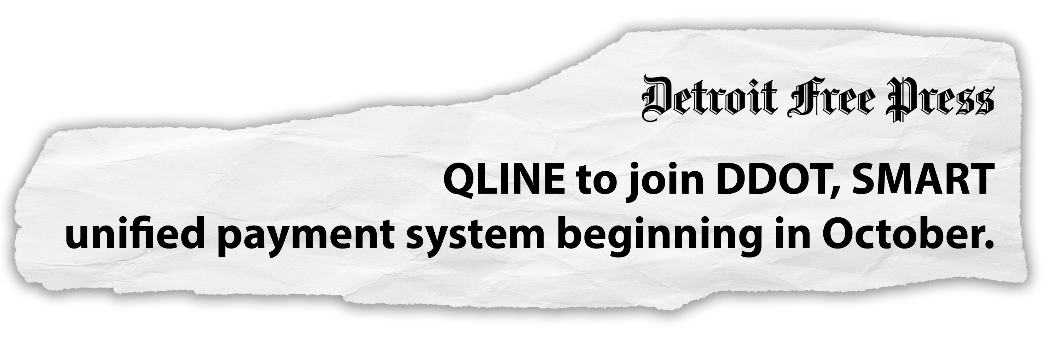 Detroit Free Press
QLINE to join DDOT, SMART
unified payment system beginning in October.